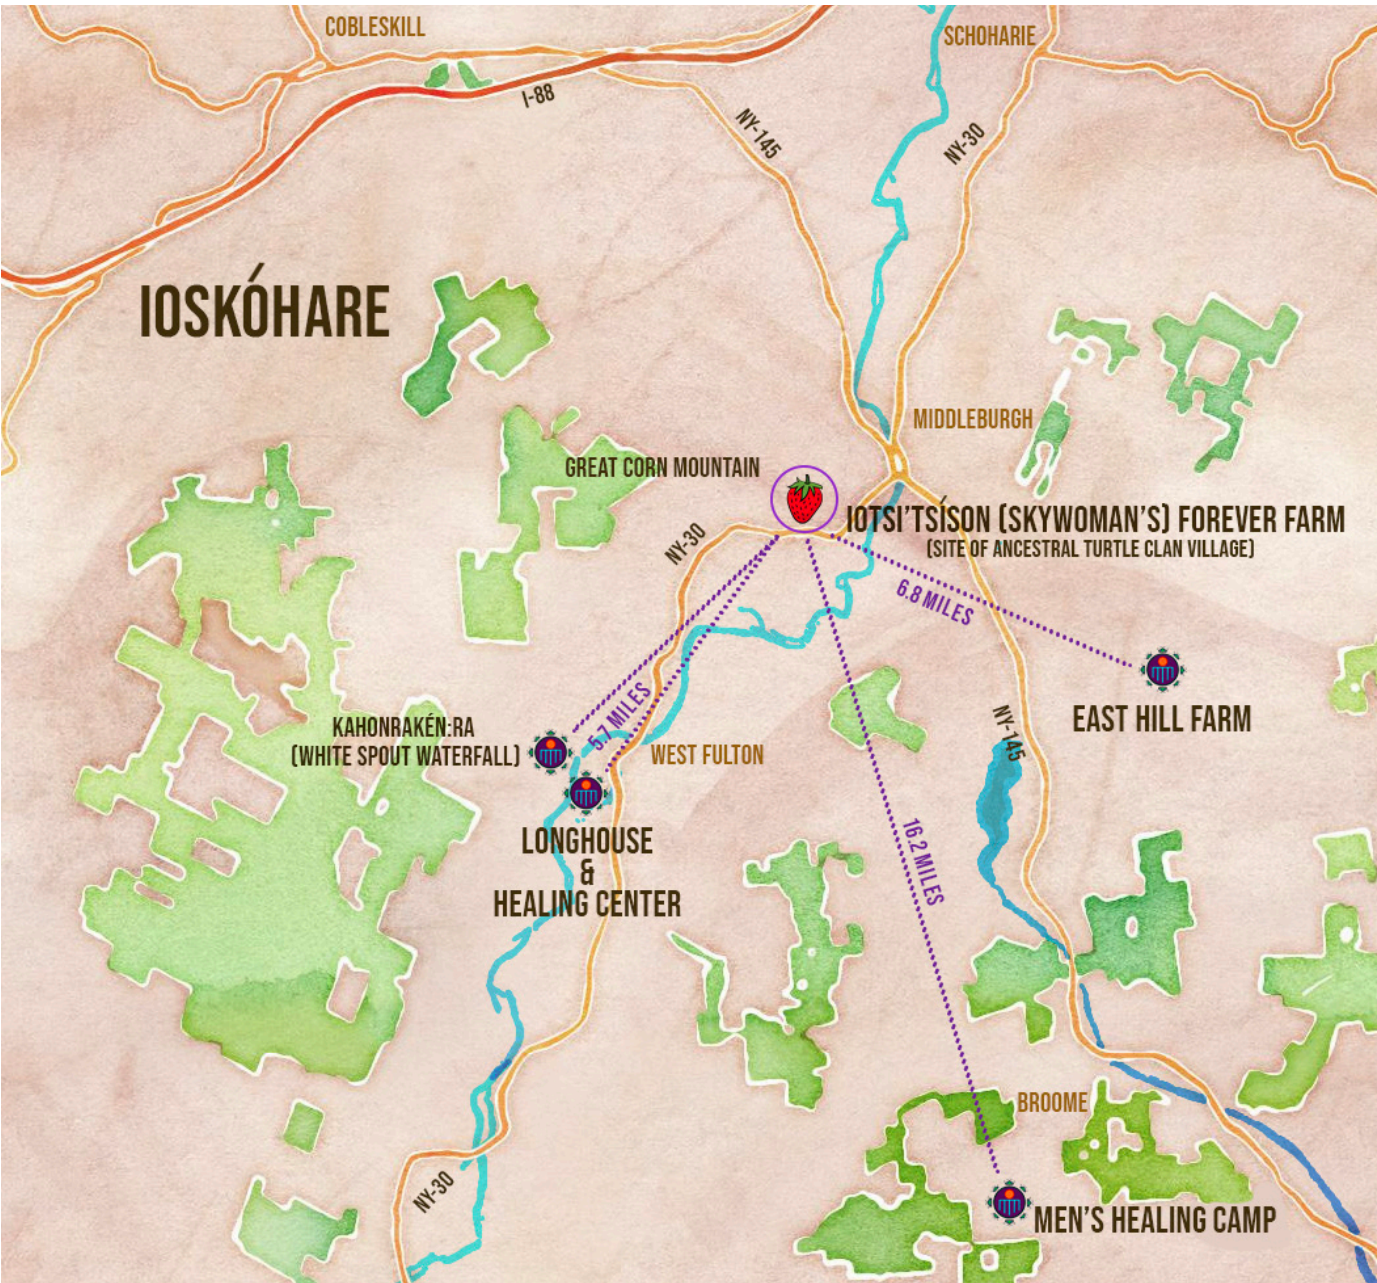 COBLESKILL
SCHOHARIE
I-88
NY-145
NY-30
IOSKÓHARE
MIDDLEBURGH
GREAT CORN MOUNTAIN
IOTSI'TSÍSON (SKYWOMAN'S) FOREVER FARM
(SITE OF ANCESTRAL TURTLE CLAN VILLAGE)
NY-30
6.8 MILES
5.7 MILES
EAST HILL FARM
KAHONRAKÉN:RA
(WHITE SPOUT WATERFALL)
WEST FULTON
NY-145
LONGHOUSE
&
HEALING CENTER
16.2 MILES
BROOME
NY-30
MEN'S HEALING CAMP